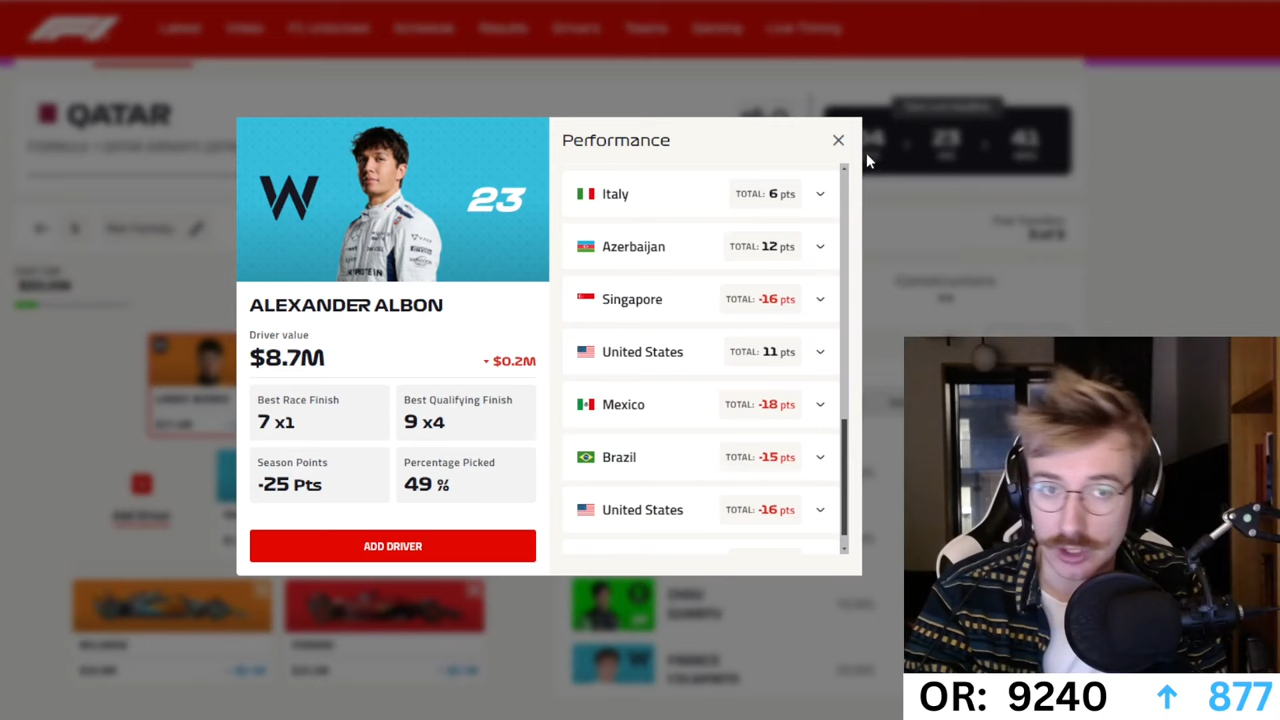 QATAR
23
41
W
23
ALEXANDER ALBON
Driver value
$8.7M
$0.2M
Best Race Finish
7 x1
Best Qualifying Finish
9 x4
Season Points
-25 Pts
Percentage Picked
49 %
ADD DRIVER
Performance
Italy
TOTAL: 6 pts
Azerbaijan
TOTAL: 12 pts
Singapore
TOTAL: -16 pts
United States
TOTAL: 11 pts
Mexico
TOTAL: -18 pts
Brazil
TOTAL: -15 pts
United States
TOTAL: -16 pts
OR: 9240 ↑ 877